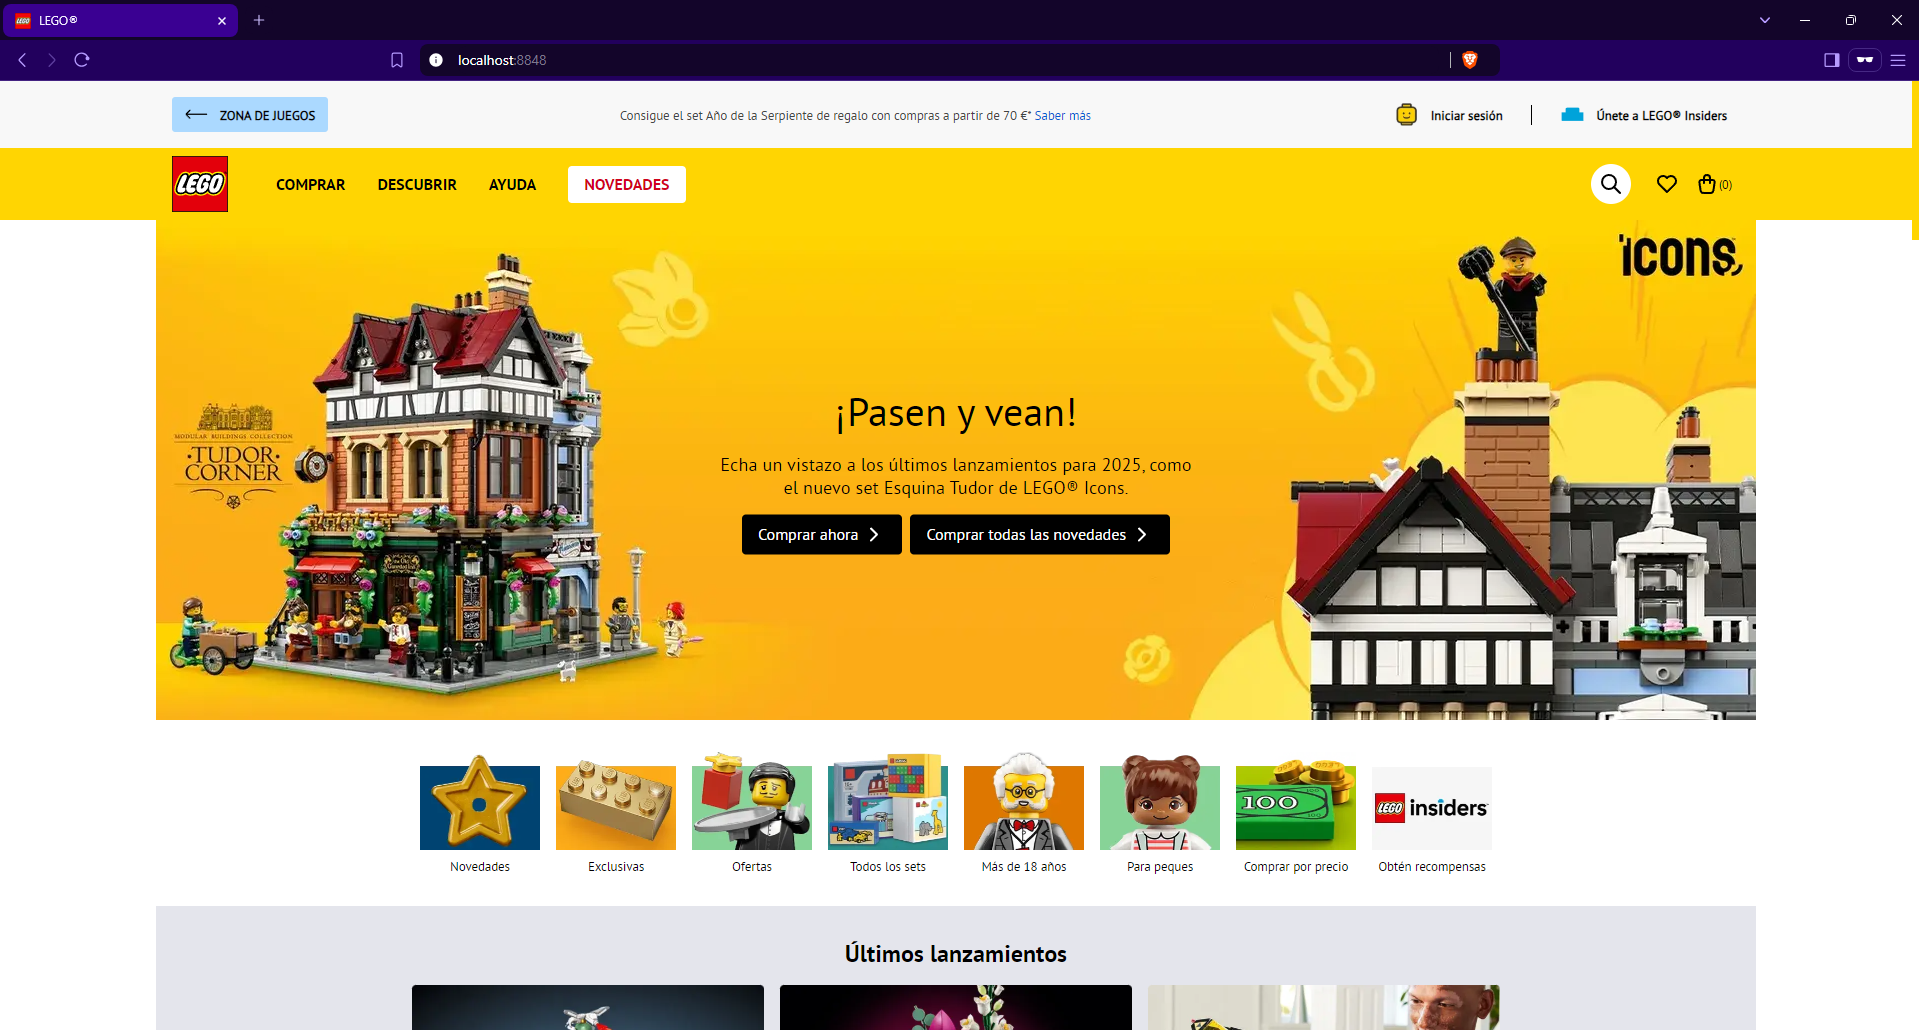 LEGO®
localhost:8848
ZONA DE JUEGOS
Consigue el set Año de la Serpiente de regalo con compras a partir de 70 €* Saber más
Iniciar sesión
Únete a LEGO® Insiders
LEGO
COMPRAR
DESCUBRIR
AYUDA
NOVEDADES
(0)
icons
MODULAR BUILDINGS COLLECTION
·TUDOR·
CORNER
¡Pasen y vean!
Echa un vistazo a los últimos lanzamientos para 2025, como
el nuevo set Esquina Tudor de LEGO® Icons.
Comprar ahora
Comprar todas las novedades
100
LEGO insiders
Novedades
Exclusivas
Ofertas
Todos los sets
Más de 18 años
Para peques
Comprar por precio
Obtén recompensas
Últimos lanzamientos